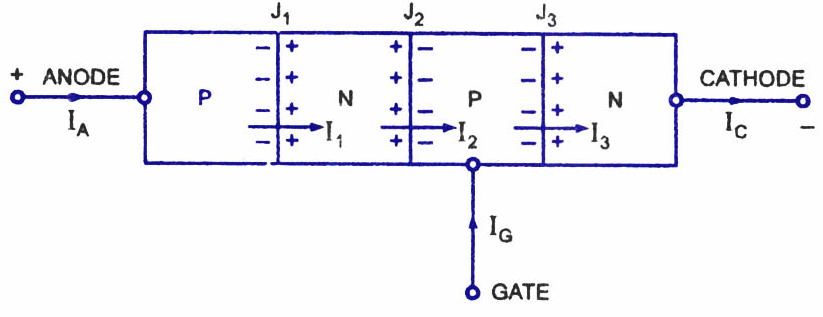 J1 J2 J3
+ ANODE
CATHODE
P N P N
IA
IC
−
I1 I2 I3
IG
GATE
− + + − − +
− + + − − +
− + + − − +
− + + − − +